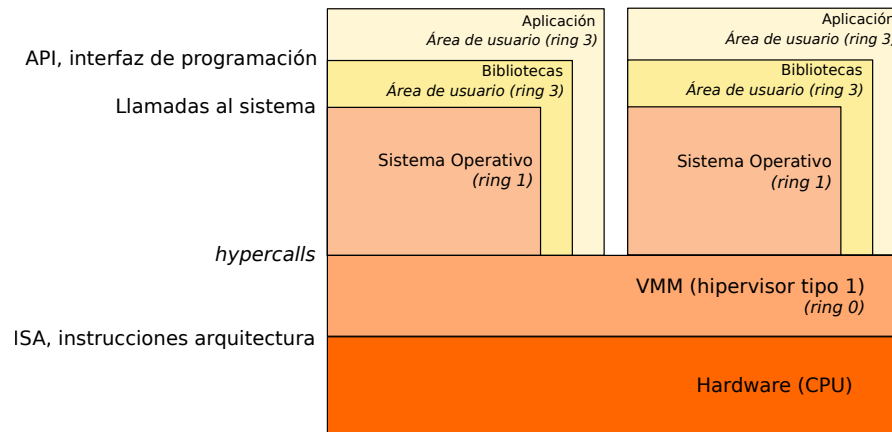 Aplicación
Área de usuario (ring 3)
Aplicación
Área de usuario (ring 3)
API, interfaz de programación
Bibliotecas
Área de usuario (ring 3)
Bibliotecas
Área de usuario (ring 3)
Llamadas al sistema
Sistema Operativo
(ring 1)
Sistema Operativo
(ring 1)
hypercalls
VMM (hipervisor tipo 1)
(ring 0)
ISA, instrucciones arquitectura
Hardware (CPU)